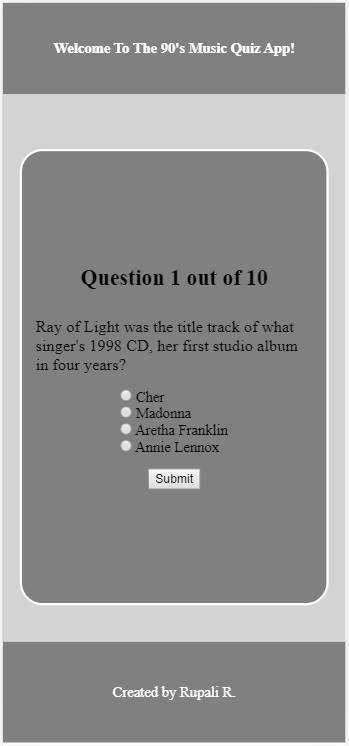 Welcome To The 90's Music Quiz App!
Question 1 out of 10
Ray of Light was the title track of what
singer's 1998 CD, her first studio album
in four years?
Cher
Madonna
Aretha Franklin
Annie Lennox
Submit
Created by Rupali R.